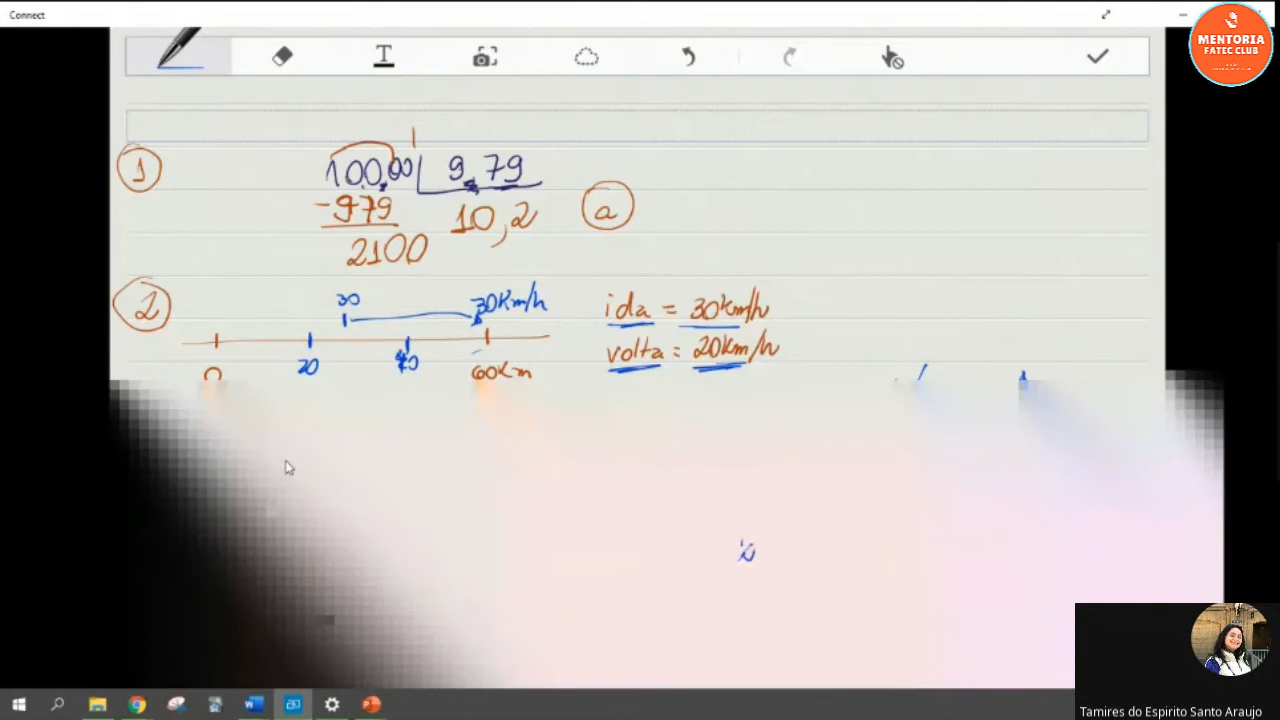 Connect
MENTORIA
FATEC CLUB
T
1
100,00 9,79
-979 10,2 a
2100
2
30 30Km/h ida = 30km/h
20 40 60Km volta = 20km/h
0
Tamires do Espirito Santo Araujo